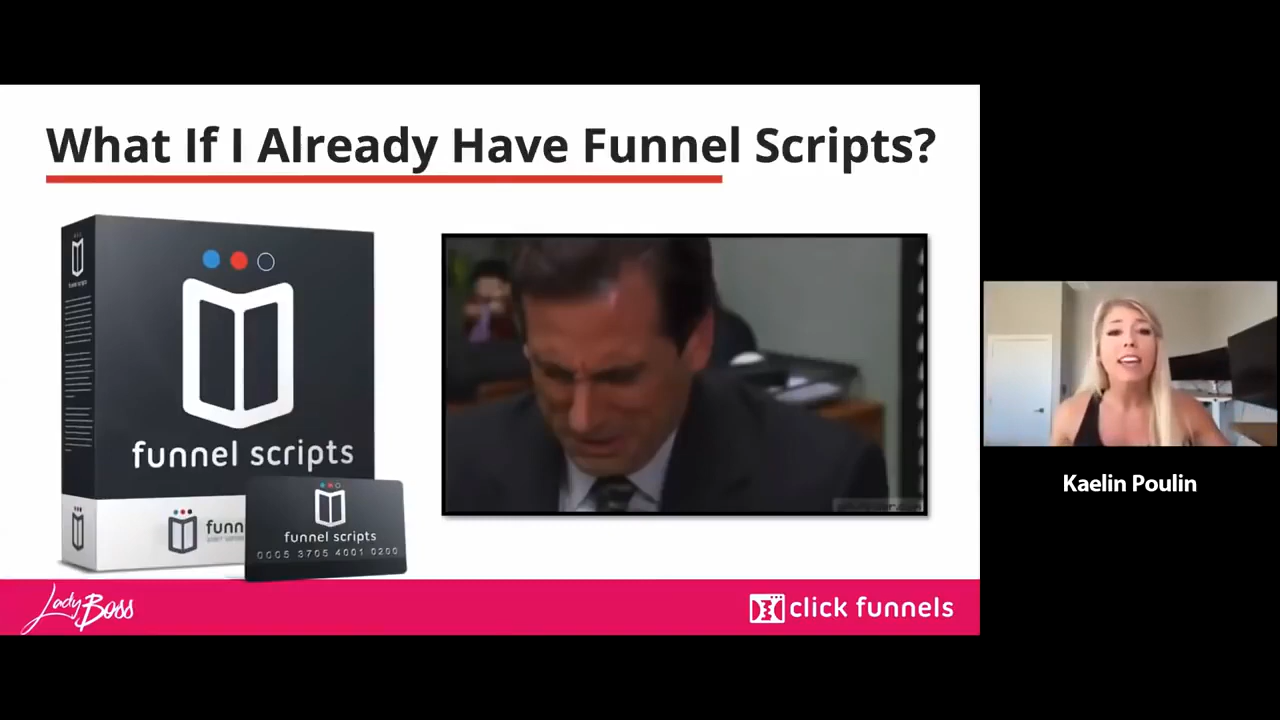 What If I Already Have Funnel Scripts?
funnel scripts
funn
funnel scripts
0005 3705 4001 0200
Kaelin Poulin
LadyBoss
click funnels